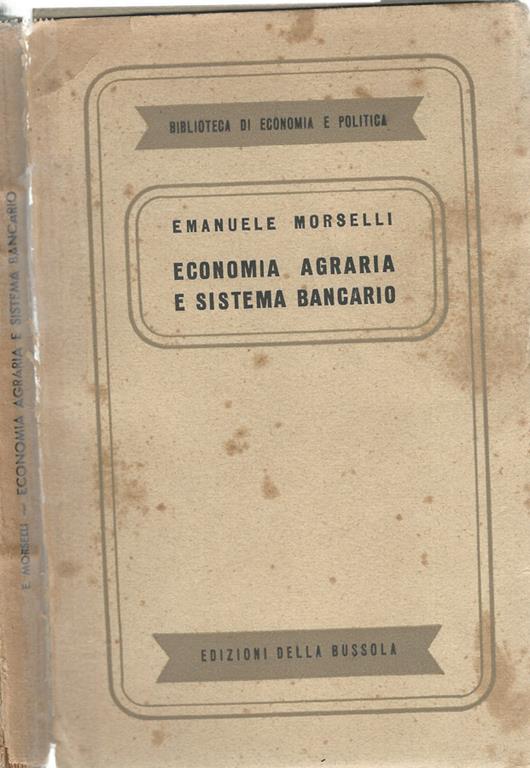 BIBLIOTECA DI ECONOMIA E POLITICA
EMANUELE MORSELLI
ECONOMIA AGRARIA
E SISTEMA BANCARIO
EDIZIONI DELLA BUSSOLA
E. MORSELLI — ECONOMIA AGRARIA E SISTEMA BANCARIO